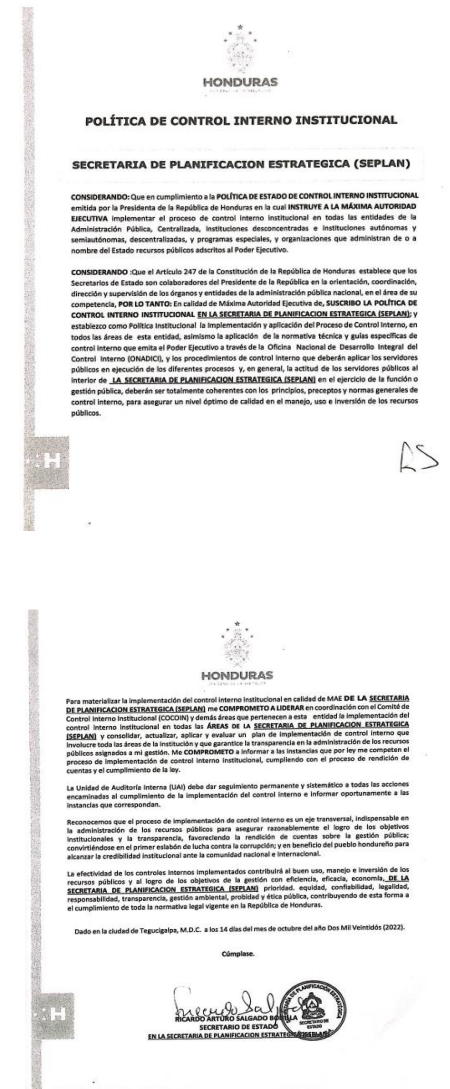 HONDURAS
POLÍTICA DE CONTROL INTERNO INSTITUCIONAL
SECRETARIA DE PLANIFICACION ESTRATEGICA (SEPLAN)
CONSIDERANDO: Que en cumplimiento a la POLÍTICA DE ESTADO DE CONTROL INTERNO INSTITUCIONAL
emitida por la Presidenta de la República de Honduras en la cual INSTRUYE A LA MÁXIMA AUTORIDAD
EJECUTIVA implementar el proceso de control interno institucional en todas las entidades de la
Administración Pública, Centralizada, instituciones desconcentradas e instituciones autónomas y
semiautónomas, descentralizadas, y programas especiales, y organizaciones que administran de o a
nombre del Estado recursos públicos adscritos al Poder Ejecutivo.
CONSIDERANDO :Que el Artículo 247 de la Constitución de la República de Honduras establece que los
Secretarios de Estado son colaboradores del Presidente de la República en la orientación, coordinación,
dirección y supervisión de los órganos y entidades de la administración pública nacional, en el área de su
competencia, POR LO TANTO: En calidad de Máxima Autoridad Ejecutiva de, SUSCRIBO LA POLÍTICA DE
CONTROL INTERNO INSTITUCIONAL EN LA SECRETARIA DE PLANIFICACION ESTRATEGICA (SEPLAN); y
establezco como Política Institucional la Implementación y aplicación del Proceso de Control Interno, en
todos las áreas de esta entidad, asimismo la aplicación de la normativa técnica y guías específicas de
control interno que emita el Poder Ejecutivo a través de la Oficina Nacional de Desarrollo Integral del
Control Interno (ONADICI), y los procedimientos de control interno que deberán aplicar los servidores
públicos en ejecución de los diferentes procesos y, en general, la actitud de los servidores públicos al
interior de LA SECRETARIA DE PLANIFICACION ESTRATEGICA (SEPLAN) en el ejercicio de la función o
gestión pública, deberán ser totalmente coherentes con los principios, preceptos y normas generales de
control interno, para asegurar un nivel óptimo de calidad en el manejo, uso e inversión de los recursos
públicos.
H
HONDURAS
Para materializar la implementación del control interno institucional en calidad de MAE DE LA SECRETARIA
DE PLANIFICACION ESTRATEGICA (SEPLAN) me COMPROMETO A LIDERAR en coordinación con el Comité de
Control Interno Institucional (COCOIN) y demás áreas que pertenecen a esta entidad la implementación del
control interno institucional en todas las ÁREAS DE LA SECRETARIA DE PLANIFICACION ESTRATEGICA
(SEPLAN) y consolidar, actualizar, aplicar y evaluar un plan de implementación de control interno que
involucre toda las áreas de la institución y que garantice la transparencia en la administración de los recursos
públicos asignados a mi gestión. Me COMPROMETO a informar a las instancias que por ley me competen el
proceso de implementación de control interno institucional, cumpliendo con el proceso de rendición de
cuentas y el cumplimiento de la ley.
La Unidad de Auditoría Interna (UAI) debe dar seguimiento permanente y sistemático a todas las acciones
encaminadas al cumplimiento de la implementación del control interno e informar oportunamente a las
instancias que correspondan.
Reconocemos que el proceso de implementación de control interno es un eje transversal, indispensable en
la administración de los recursos públicos para asegurar razonablemente el logro de los objetivos
institucionales y la transparencia, favoreciendo la rendición de cuentas sobre la gestión pública;
convirtiéndose en el primer eslabón de lucha contra la corrupción; y en beneficio del pueblo hondureño para
alcanzar la credibilidad institucional ante la comunidad nacional e internacional.
La efectividad de los controles internos implementados contribuirá al buen uso, manejo e inversión de los
recursos públicos y al logro de los objetivos de la gestión con eficiencia, eficacia, economía, DE LA
SECRETARIA DE PLANIFICACION ESTRATEGICA (SEPLAN) prioridad. equidad, confiabilidad, legalidad,
responsabilidad, transparencia, gestión ambiental, probidad y ética pública, contribuyendo de esta forma a
el cumplimiento de toda la normativa legal vigente en la República de Honduras.
Dado en la ciudad de Tegucigalpa, M.D.C. a los 14 días del mes de octubre del año Dos Mil Veintidós (2022).
Cúmplase.
RICARDO ARTURO SALGADO BONILLA
SECRETARIO DE ESTADO
EN LA SECRETARIA DE PLANIFICACION ESTRATEGICA
H